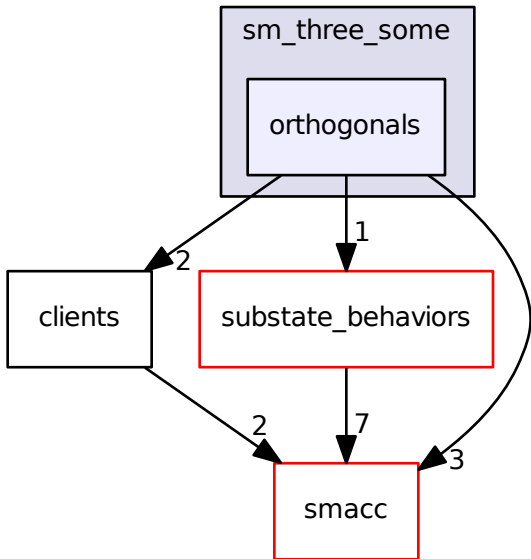 sm_three_some
orthogonals
1
2
clients
substate_behaviors
2
7
3
smacc